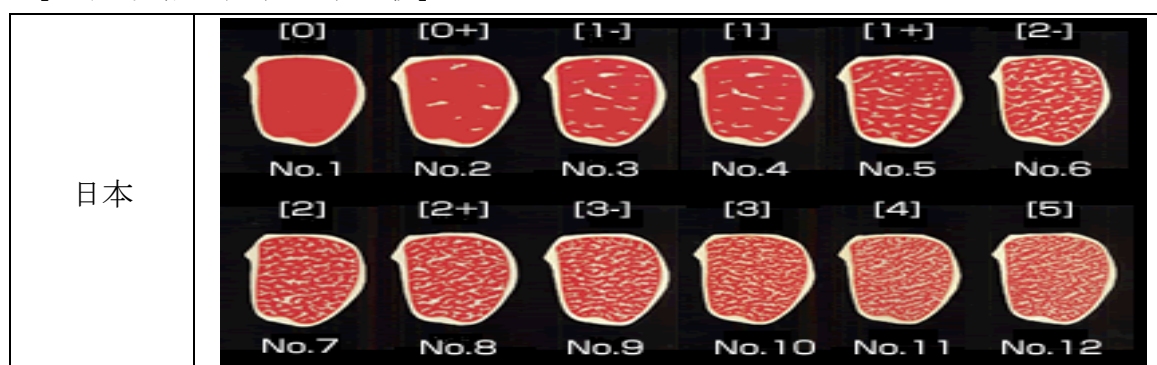 日本
[0] [0+] [1-] [1] [1+] [2-]
No.1 No.2 No.3 No.4 No.5 No.6
[2] [2+] [3-] [3] [4] [5]
No.7 No.8 No.9 No.10 No.11 No.12